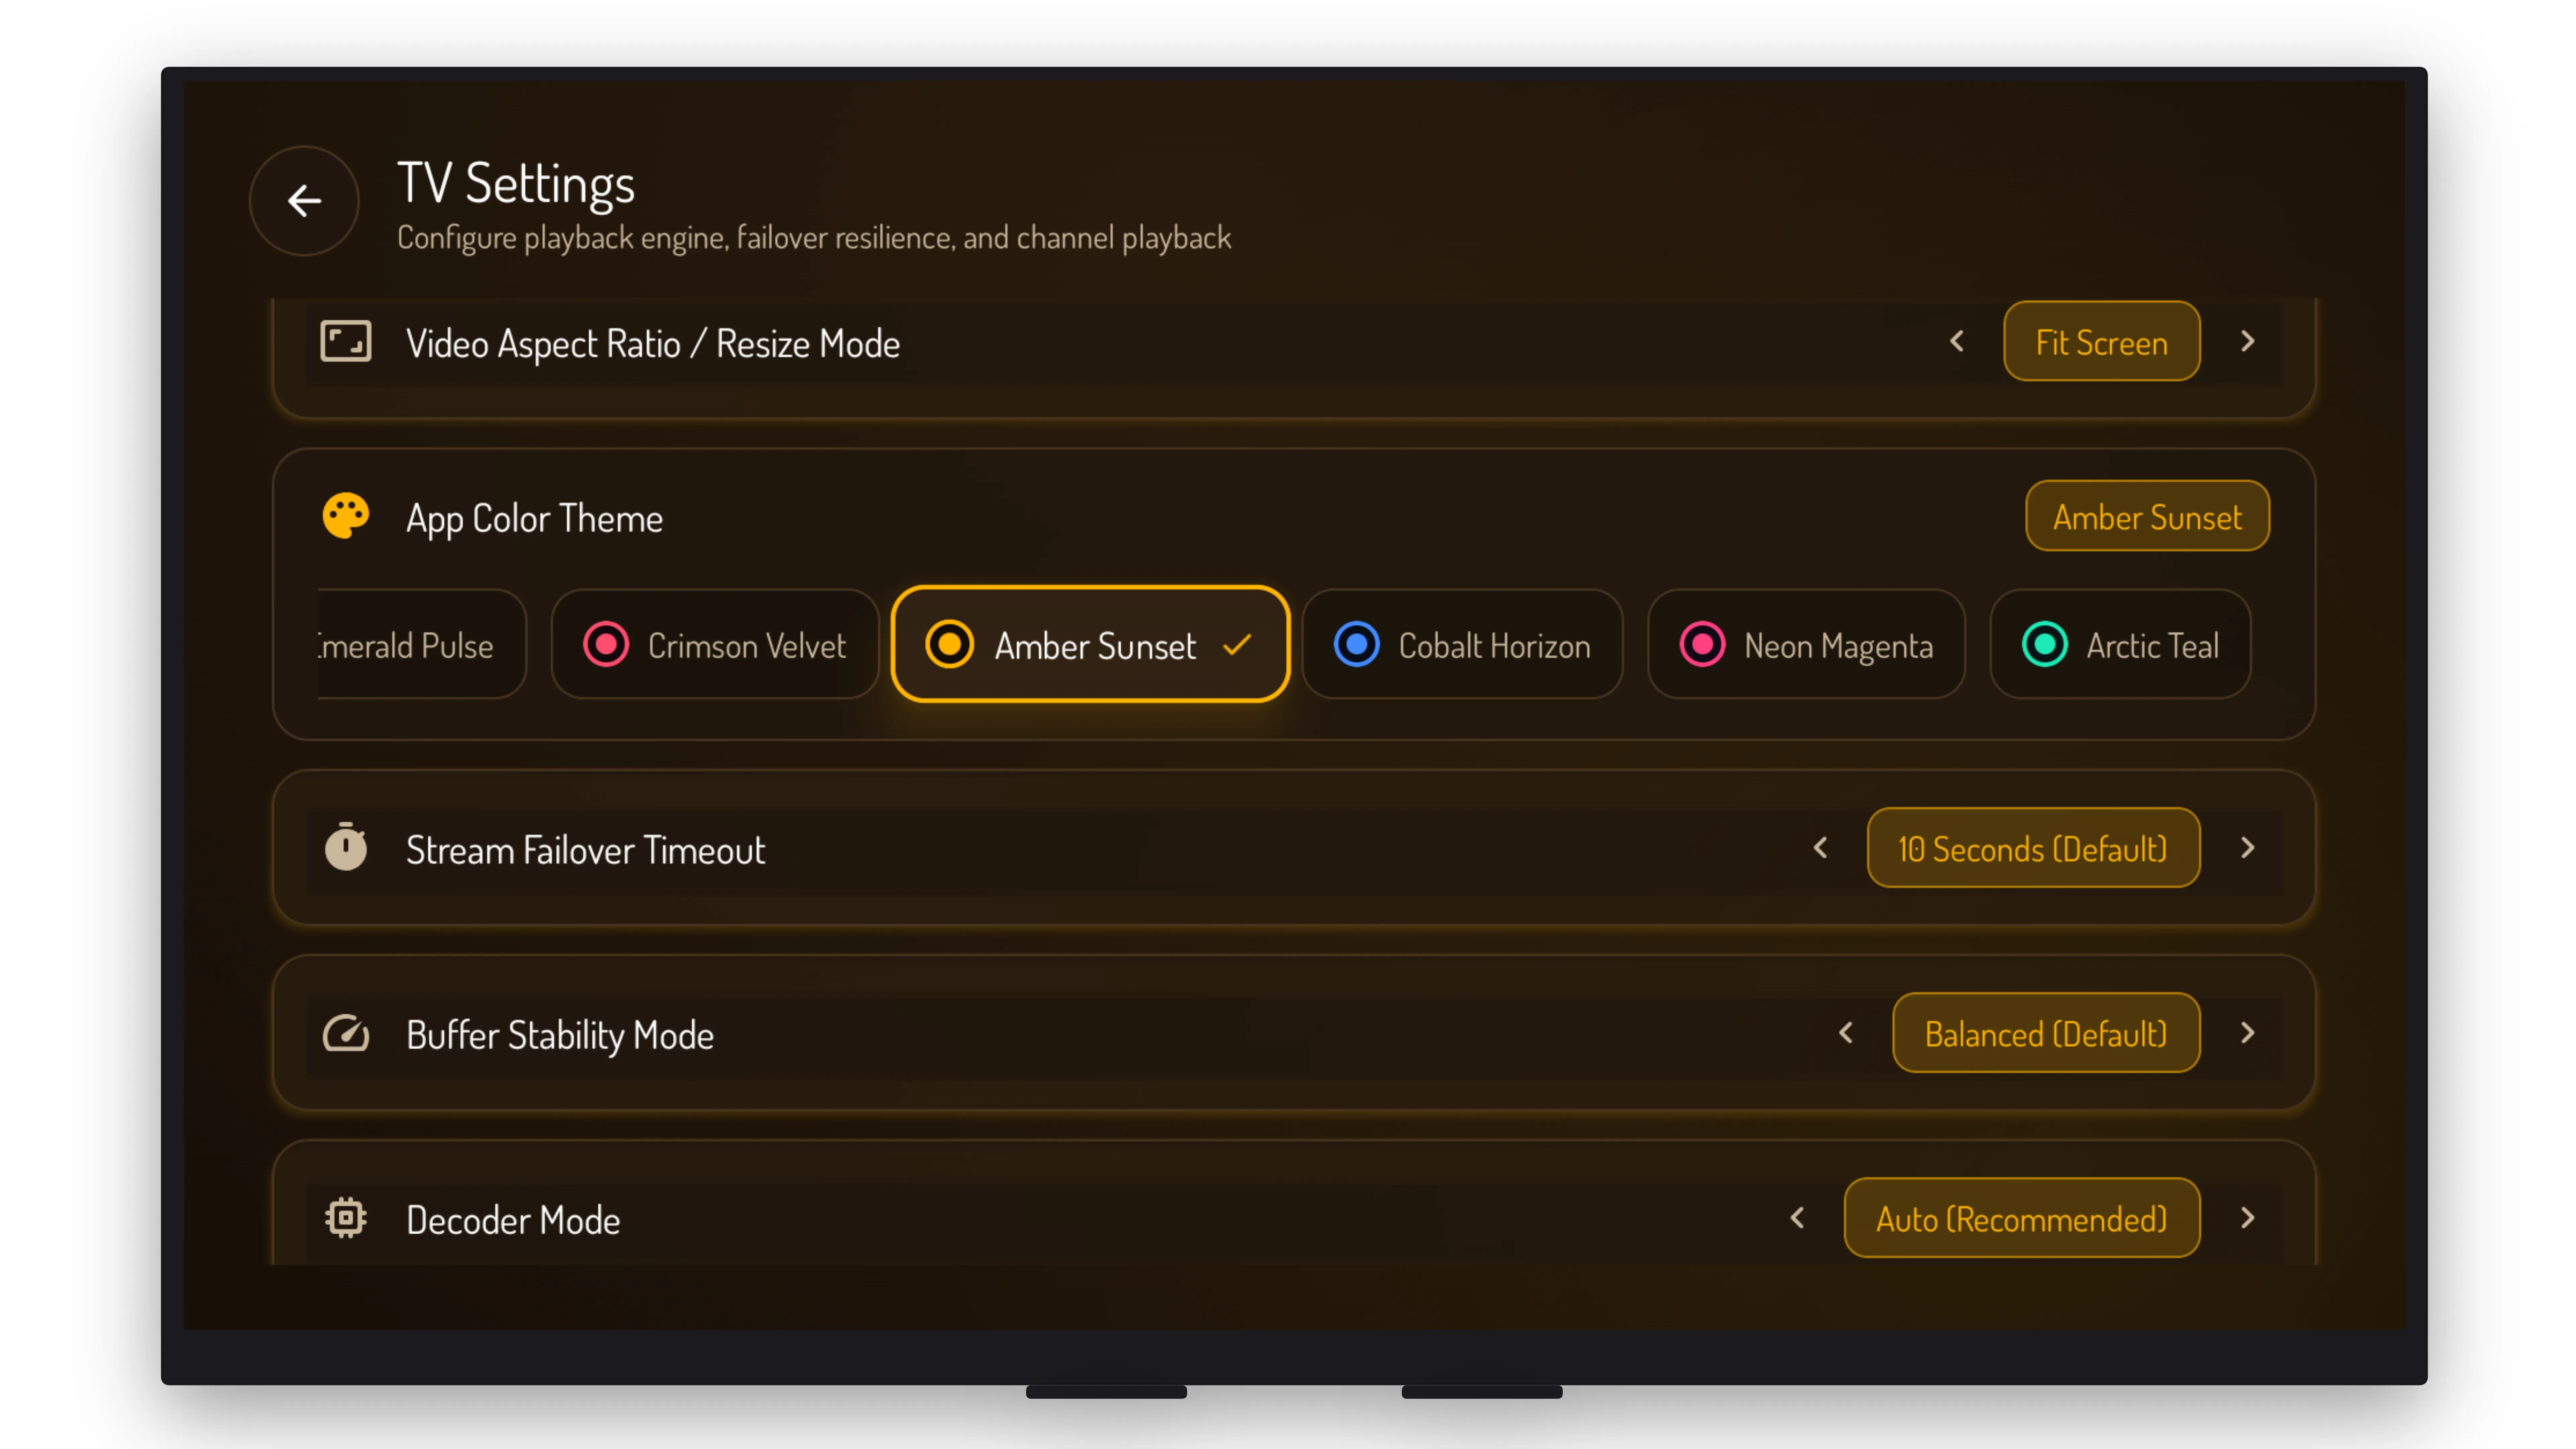 TV Settings
Configure playback engine, failover resilience, and channel playback
Video Aspect Ratio / Resize Mode
Fit Screen
App Color Theme
Amber Sunset
Emerald Pulse
Crimson Velvet
Amber Sunset
Cobalt Horizon
Neon Magenta
Arctic Teal
Stream Failover Timeout
10 Seconds (Default)
Buffer Stability Mode
Balanced (Default)
Decoder Mode
Auto (Recommended)